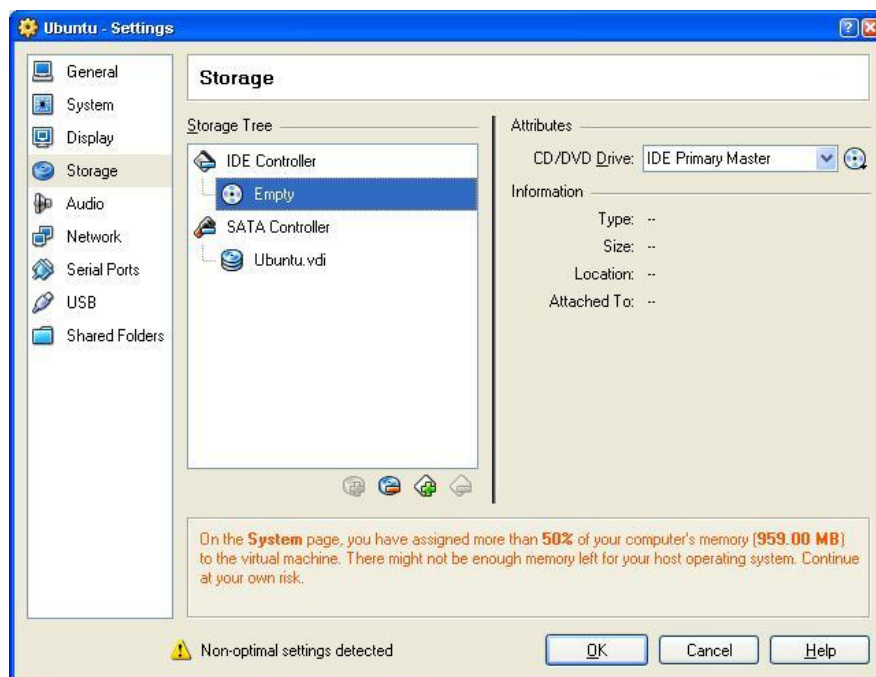 Ubuntu - Settings
General
System
Display
Storage
Audio
Network
Serial Ports
USB
Shared Folders
Storage
Storage Tree
IDE Controller
Empty
SATA Controller
Ubuntu.vdi
Attributes
CD/DVD Drive: IDE Primary Master
Information
Type: --
Size: --
Location: --
Attached To: --
On the System page, you have assigned more than 50% of your computer's memory (959.00 MB)
to the virtual machine. There might not be enough memory left for your host operating system. Continue
at your own risk.
Non-optimal settings detected
OK
Cancel
Help